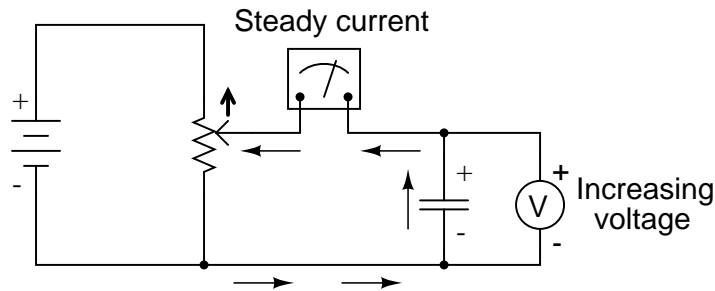 Steady current
+
-
+
-
V
+
-
Increasing
voltage